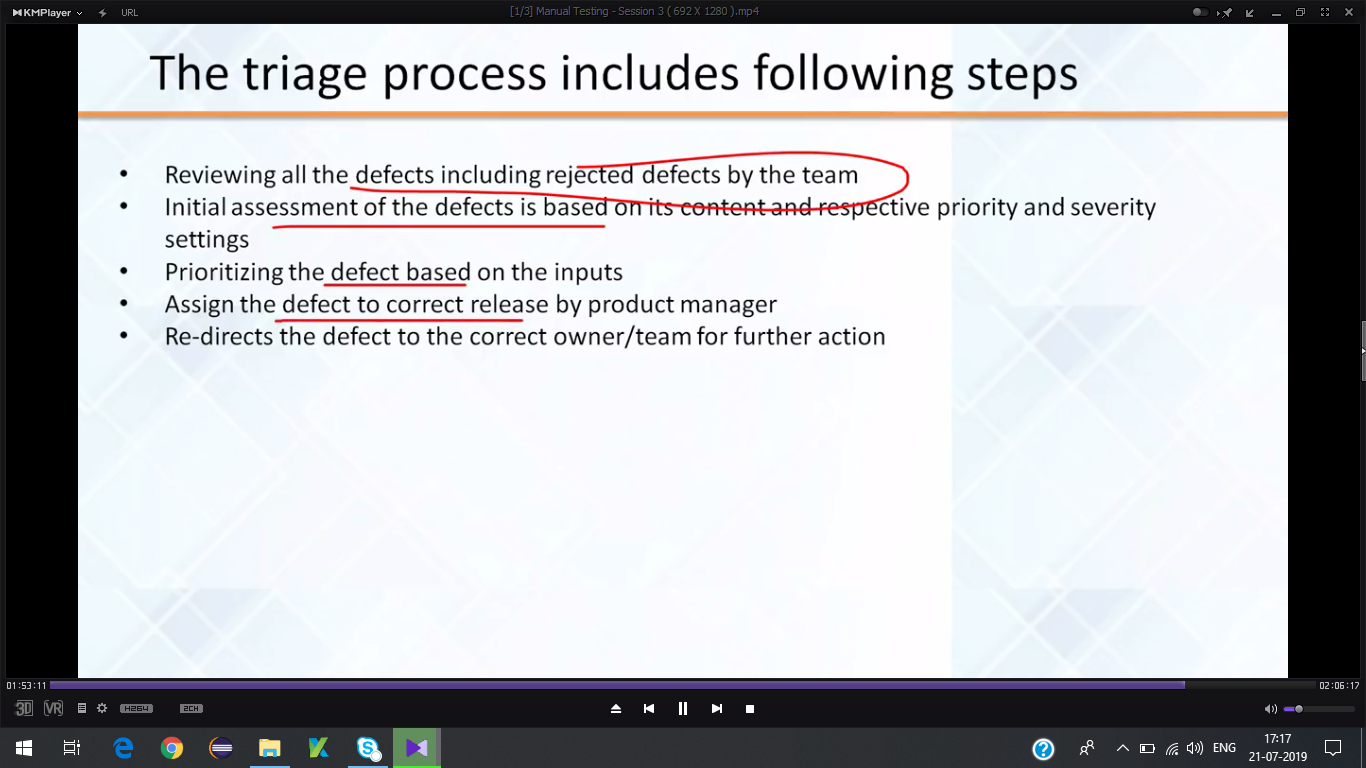 KMPlayer
URL
[1/3] Manual Testing - Session 3 ( 692 X 1280 ).mp4
The triage process includes following steps
• Reviewing all the defects including rejected defects by the team
• Initial assessment of the defects is based on its content and respective priority and severity
settings
• Prioritizing the defect based on the inputs
• Assign the defect to correct release by product manager
• Re-directs the defect to the correct owner/team for further action
01:53:11
02:06:17
3D VR H264 2CH
ENG
17:17
21-07-2019